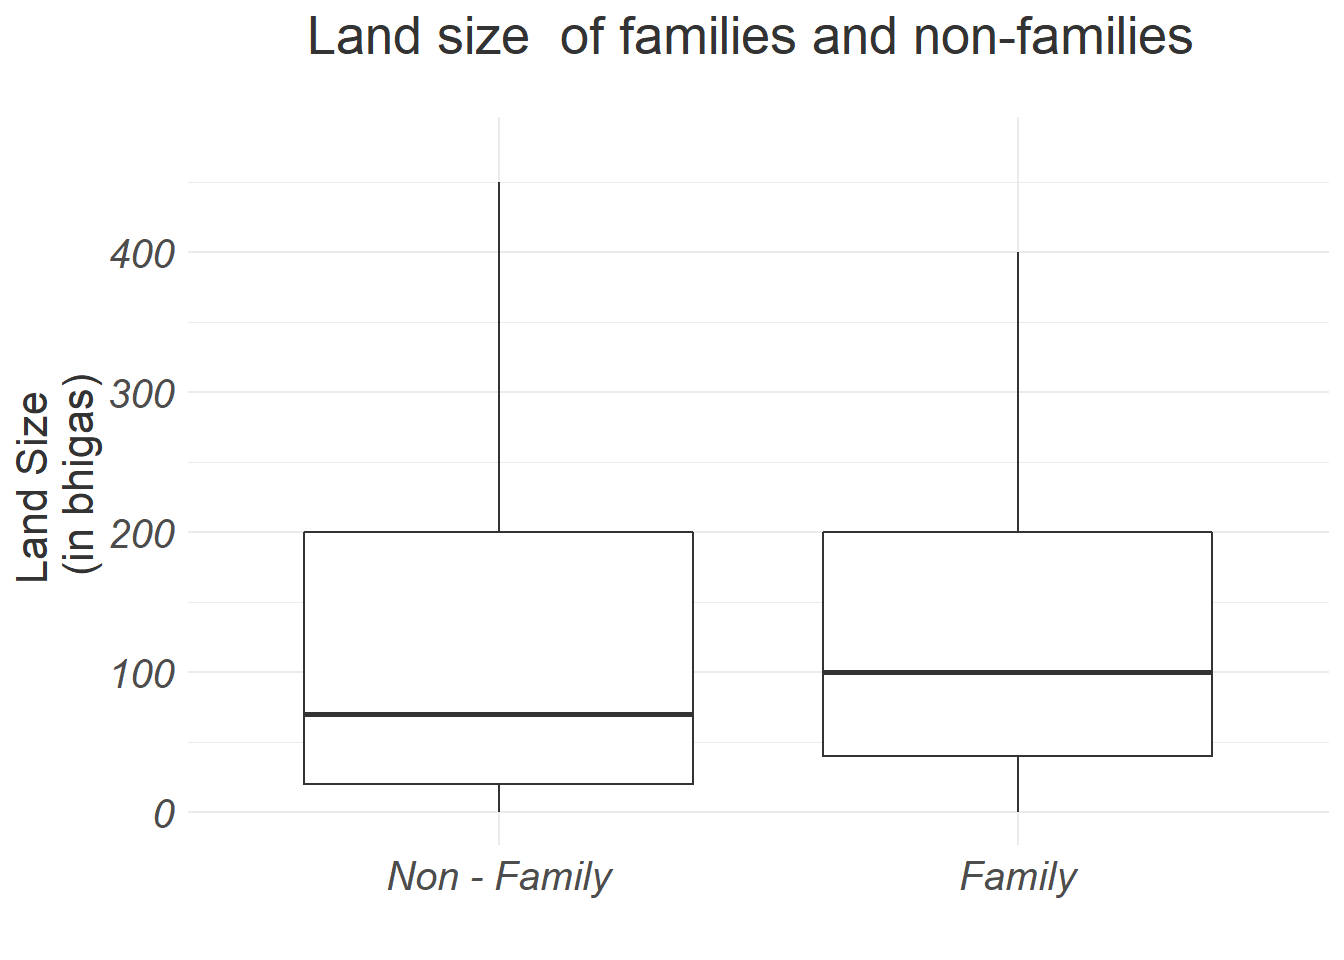 Land size  of families and non-families
Land Size
(in bhigas)
400
300
200
100
0
Non - Family
Family